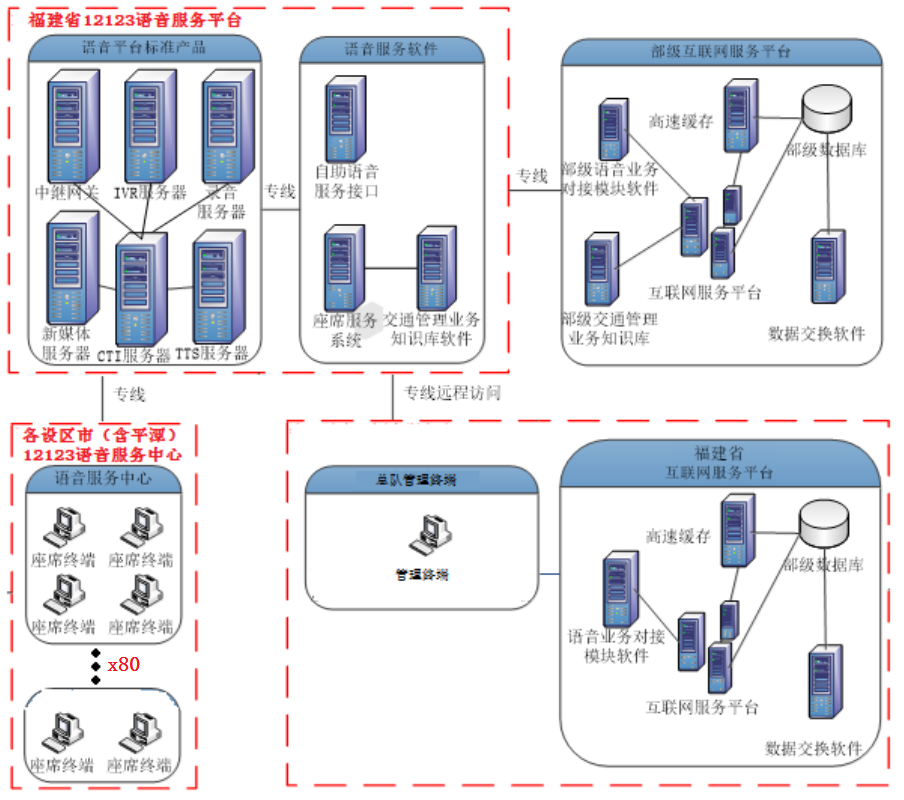 福建省12123语音服务平台
语音平台标准产品
中继网关
IVR服务器
录音
服务器
新媒体
服务器
CTI服务器
TTS服务器
专线
语音服务软件
自助语音
服务接口
座席服务
系统
交通管理业务
知识库软件
专线
部级互联网服务平台
高速缓存
部级数据库
部级语音业务
对接模块软件
互联网服务平台
部级交通管理
业务知识库
数据交换软件
专线
专线远程访问
各设区市（含平潭）
12123语音服务中心
语音服务中心
座席终端
座席终端
座席终端
座席终端
x80
座席终端
座席终端
总队管理终端
管理终端
福建省
互联网服务平台
高速缓存
部级数据库
语音业务对接
模块软件
互联网服务平台
数据交换软件